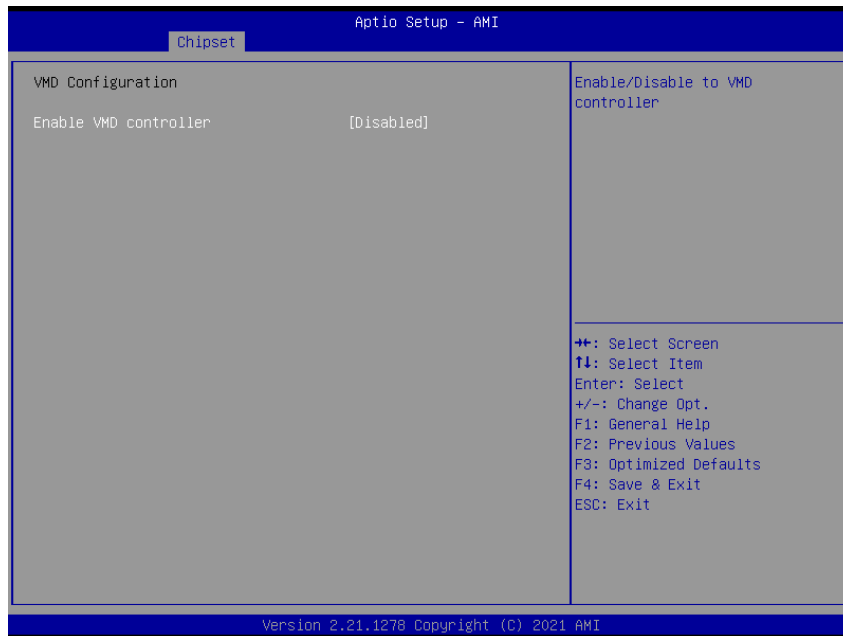 Aptio Setup – AMI
Chipset
VMD Configuration
Enable VMD controller [Disabled]
Enable/Disable to VMD
controller
→←: Select Screen
↑↓: Select Item
Enter: Select
+/-: Change Opt.
F1: General Help
F2: Previous Values
F3: Optimized Defaults
F4: Save & Exit
ESC: Exit
Version 2.21.1278 Copyright (C) 2021 AMI